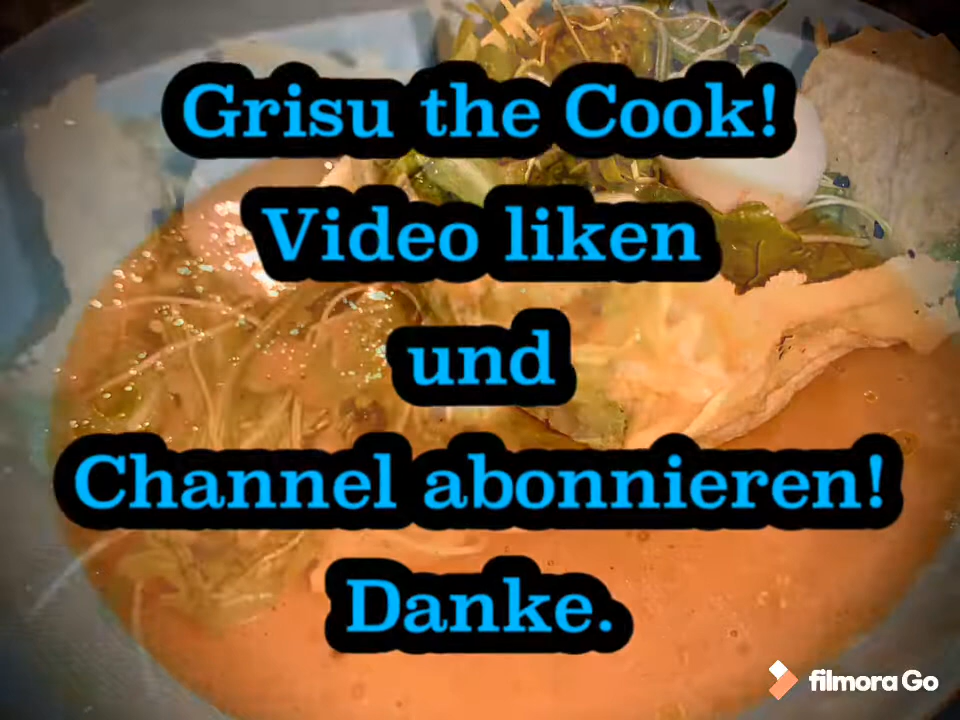 Grisu the Cook!
Video liken
und
Channel abonnieren!
Danke.
filmora Go